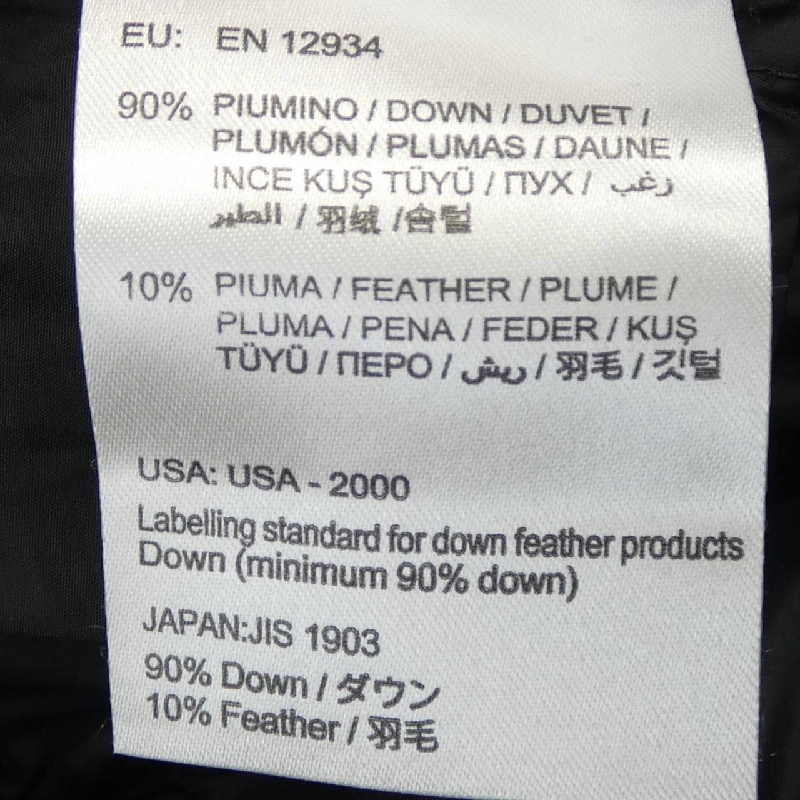 EU: EN 12934
90% PIUMINO / DOWN / DUVET /
PLUMÓN / PLUMAS / DAUNE /
INCE KUŞ TÜYÜ / ПУХ / زغب
الطير / 羽绒 /솜털
10% PIUMA / FEATHER / PLUME /
PLUMA / PENA / FEDER / KUŞ
TÜYÜ / ПЕРО / ريش / 羽毛 / 깃털
USA: USA - 2000
Labelling standard for down feather products
Down (minimum 90% down)
JAPAN:JIS 1903
90% Down / ダウン
10% Feather / 羽毛